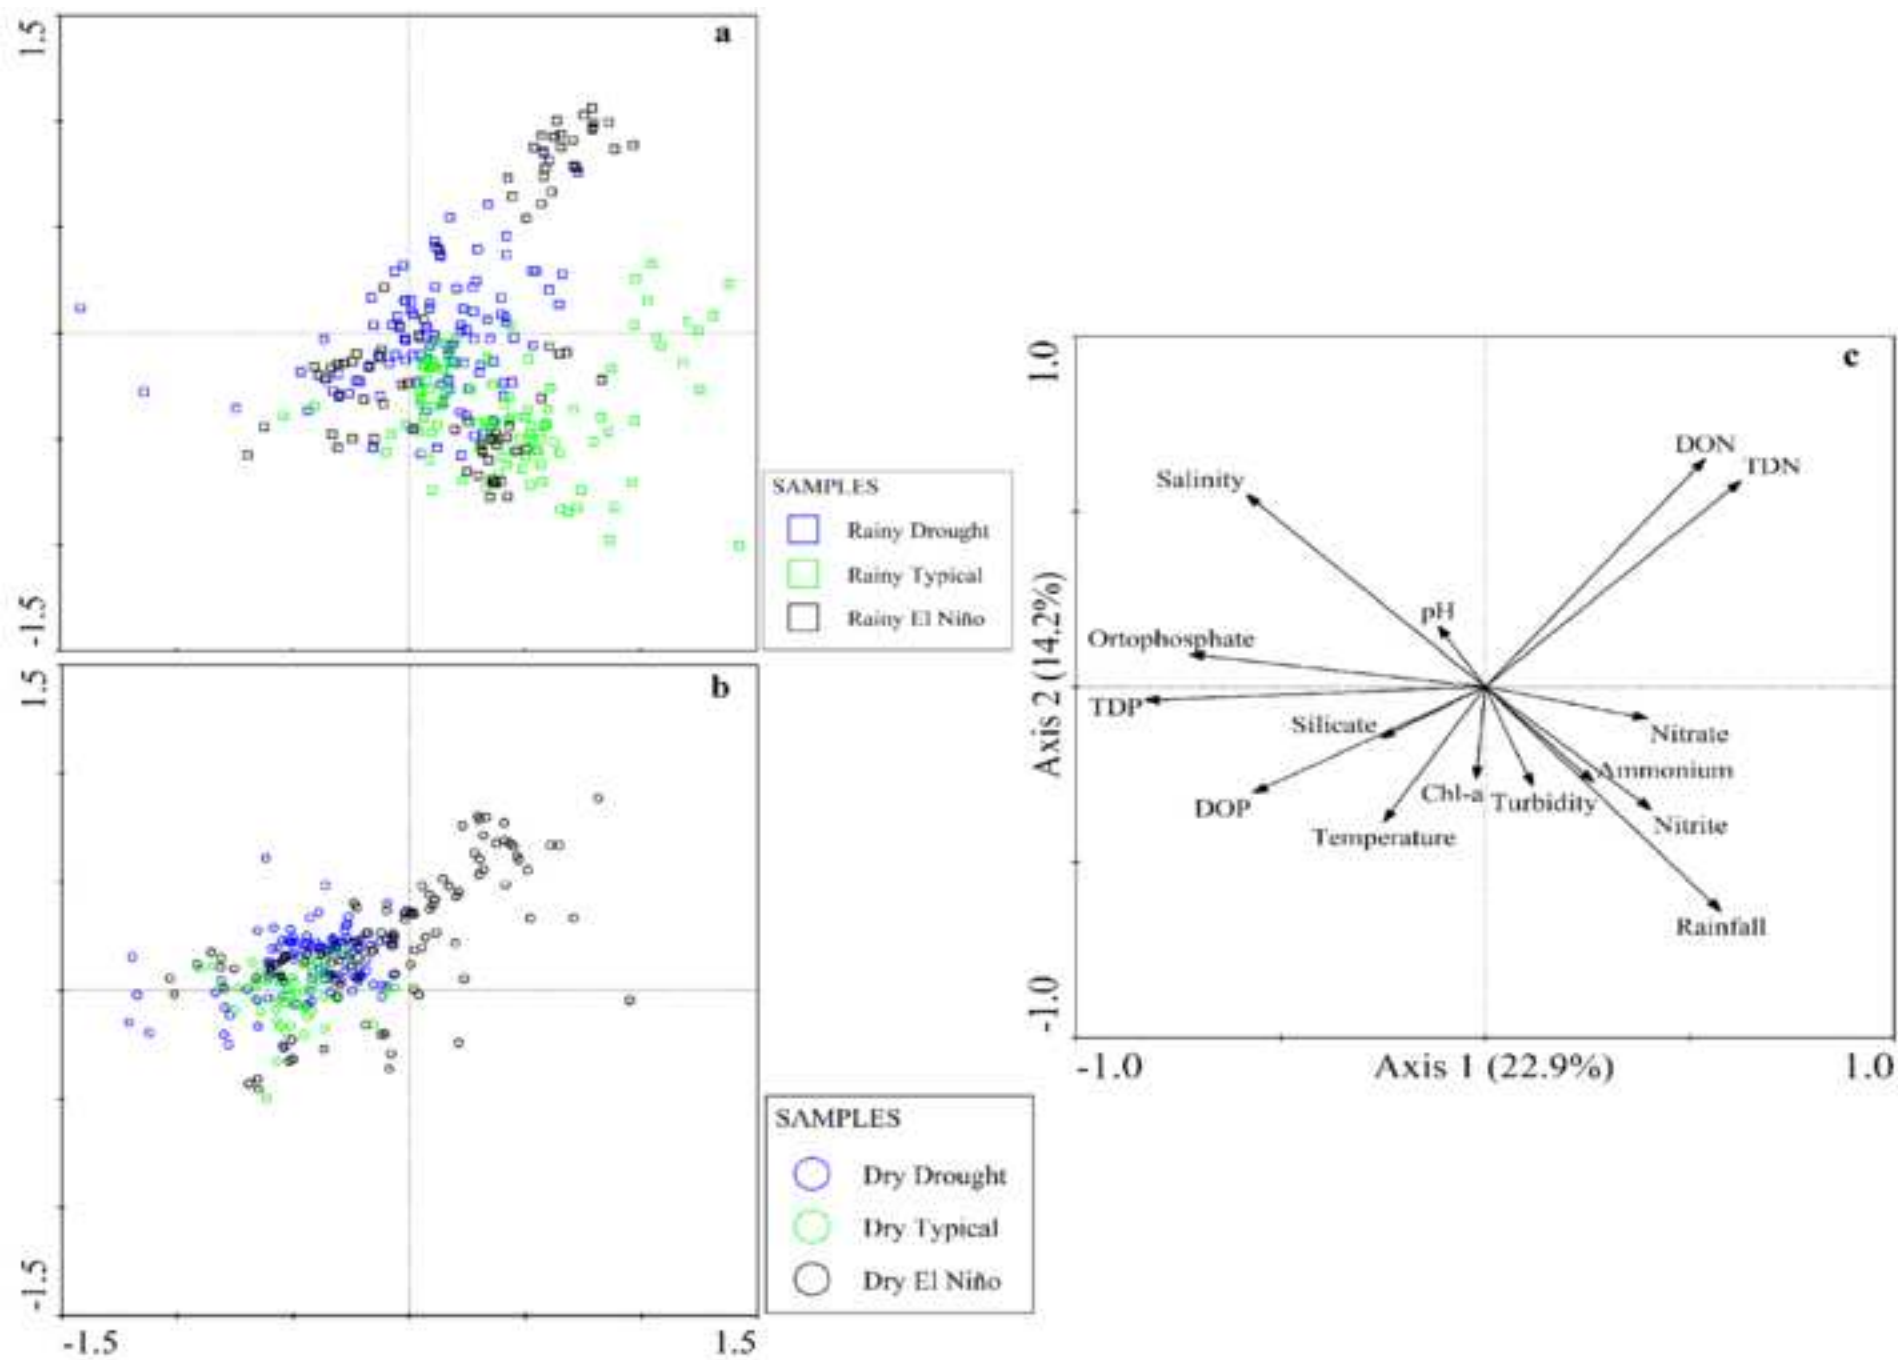 a
1.5
-1.5
SAMPLES
Rainy Drought
Rainy Typical
Rainy El Niño
b
1.5
-1.5
-1.5
1.5
SAMPLES
Dry Drought
Dry Typical
Dry El Niño
c
1.0
DON
TDN
Salinity
pH
Ortophosphate
TDP
Silicate
Nitrate
Ammonium
Chl-a
Turbidity
DOP
Nitrite
Temperature
Rainfall
Axis 2 (14.2%)
-1.0
-1.0
Axis 1 (22.9%)
1.0